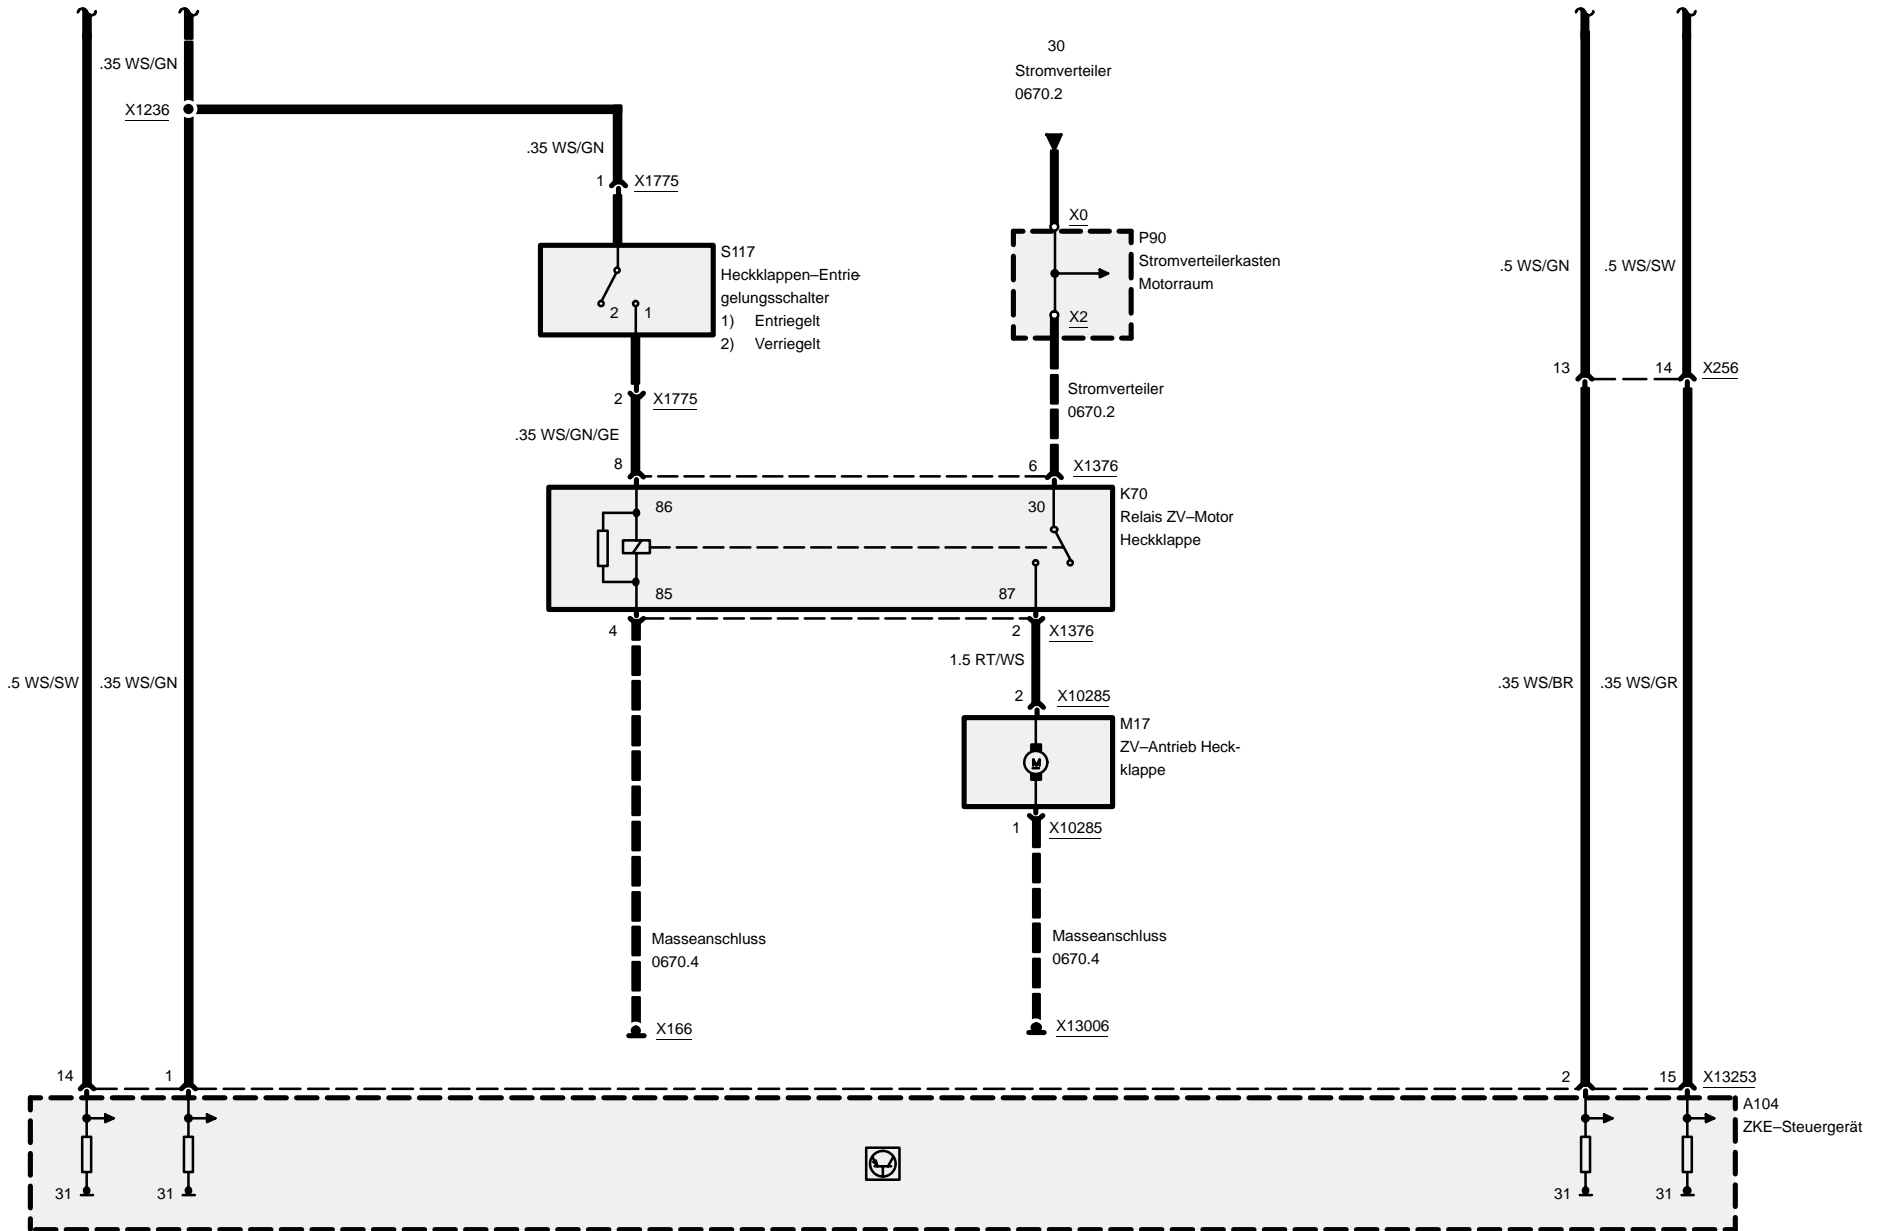 .35 WS/GN
X1236
.35 WS/GN
1 X1775
S117
Heckklappen–Entrie-
gelungsschalter
1) Entriegelt
2) Verriegelt
2 1
2 X1775
.35 WS/GN/GE
30
Stromverteiler
0670.2
X0
P90
Stromverteilerkasten
Motorraum
X2
Stromverteiler
0670.2
.5 WS/GN .5 WS/SW
13 14 X256
8 6 X1376
K70
Relais ZV–Motor
Heckklappe
86 30
85 87
4 2 X1376
1.5 RT/WS
2 X10285
M17
ZV–Antrieb Heck-
klappe
M
1 X10285
.5 WS/SW .35 WS/GN
.35 WS/BR .35 WS/GR
Masseanschluss
0670.4
Masseanschluss
0670.4
X166
X13006
14 1 2 15 X13253
A104
ZKE–Steuergerät
31 31 31 31